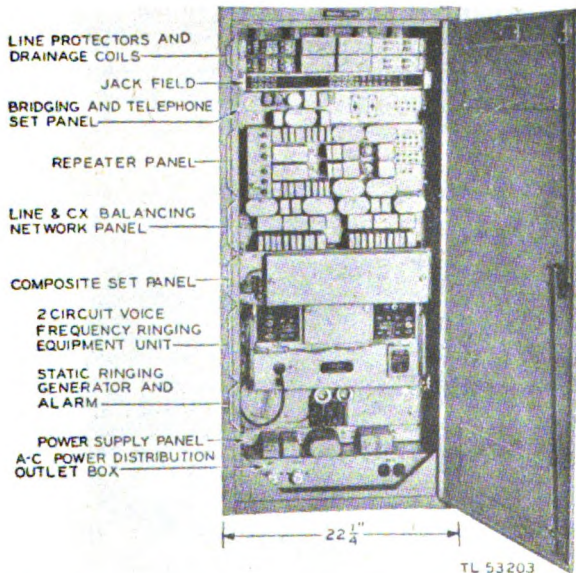 LINE PROTECTORS AND
DRAINAGE COILS
JACK FIELD
BRIDGING AND TELEPHONE
SET PANEL
REPEATER PANEL
LINE & CX BALANCING
NETWORK PANEL
COMPOSITE SET PANEL
2 CIRCUIT VOICE
FREQUENCY RINGING
EQUIPMENT UNIT
STATIC RINGING
GENERATOR AND
ALARM
POWER SUPPLY PANEL
A-C POWER DISTRIBUTION
OUTLET BOX
22 1/4"
TL 53203